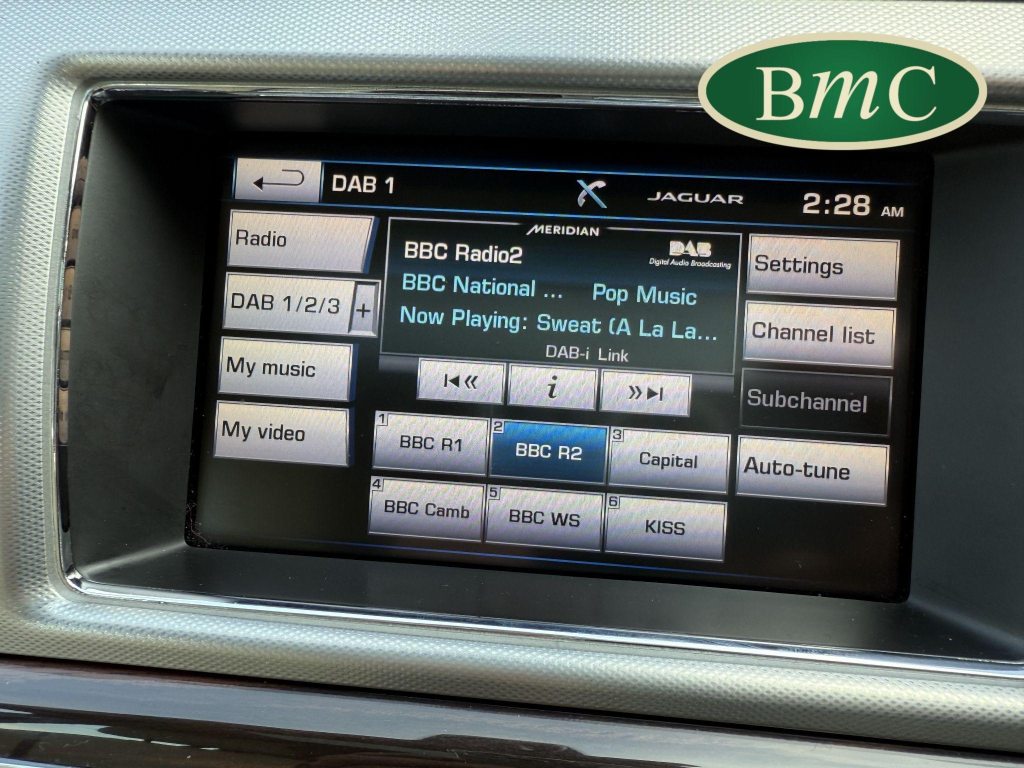 BmC
DAB 1
JAGUAR
2:28 AM
Radio
DAB 1/2/3 +
My music
My video
MERIDIAN
BBC Radio2
DAB
Digital Audio Broadcasting
BBC National ... Pop Music
Now Playing: Sweat (A La La...
DAB-i Link
i
1 BBC R1
2 BBC R2
3 Capital
4 BBC Camb
5 BBC WS
6 KISS
Settings
Channel list
Subchannel
Auto-tune